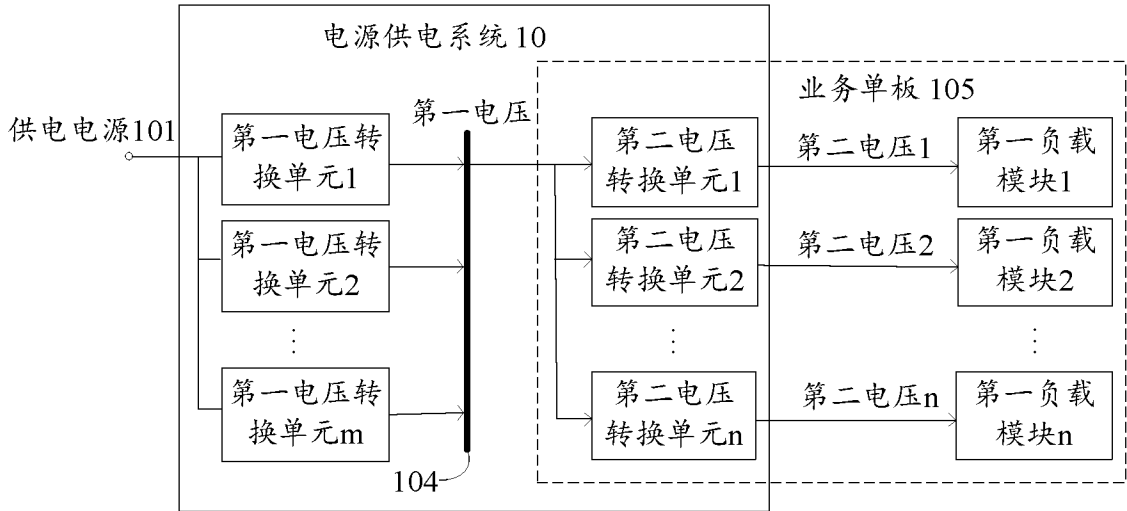 电源供电系统 10
业务单板 105
供电电源101
第一电压
第一电压转
换单元1
第二电压
转换单元1
第二电压1
第一负载
模块1
第一电压转
换单元2
第二电压
转换单元2
第二电压2
第一负载
模块2
⋮
⋮
⋮
第一电压转
换单元m
第二电压
转换单元n
第二电压n
第一负载
模块n
104